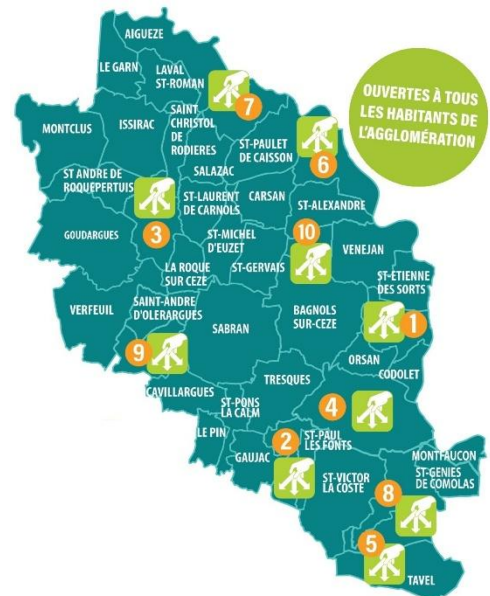 AIGUEZE
LE GARN
LAVAL
ST-ROMAN
OUVERTES À TOUS
LES HABITANTS DE
L'AGGLOMÉRATION
7
MONTCLUS
ISSIRAC
SAINT
CHRISTOL
DE
RODIERES
ST-PAULET
DE CAISSON
6
SALAZAC
ST ANDRE DE
ROQUEPERTUIS
ST-LAURENT
DE CARNOLS
CARSAN
ST-ALEXANDRE
3
GOUDARGUES
ST-MICHEL
D'EUZET
10
VENEJAN
LA ROQUE
SUR CEZE
ST-GERVAIS
ST-ETIENNE
DES SORTS
VERFEUIL
SAINT-ANDRE
D'OLERARGUES
SABRAN
BAGNOLS
SUR-CEZE
1
9
ORSAN
CODOLET
TRESQUES
CAVILLARGUES
ST-PONS
LA CALM
4
LE PIN
2
ST-PAUL
LES FONTS
GAUJAC
MONTFAUCON
ST-GENIES
DE COMOLAS
ST-VICTOR
LA COSTE
8
5
TAVEL